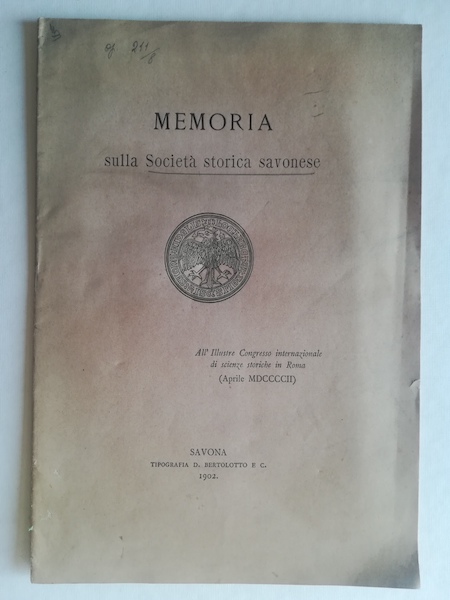 MEMORIA
sulla Società storica savonese
All' Illustre Congresso internazionale
di scienze storiche in Roma
(Aprile MDCCCCII)
SAVONA
TIPOGRAFIA D. BERTOLOTTO E C.
1902.